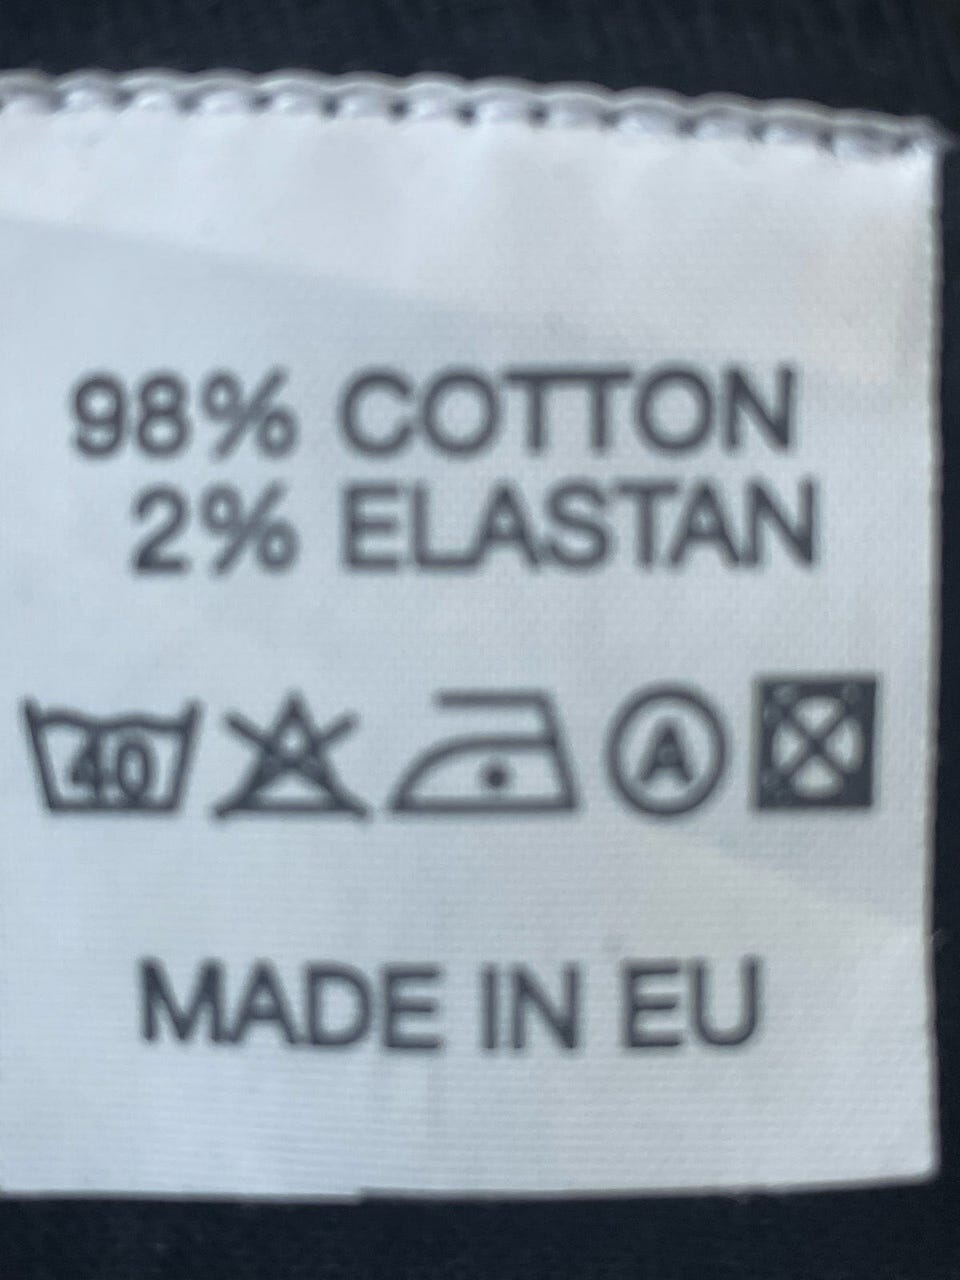 98% COTTON
2% ELASTAN
40 A
MADE IN EU